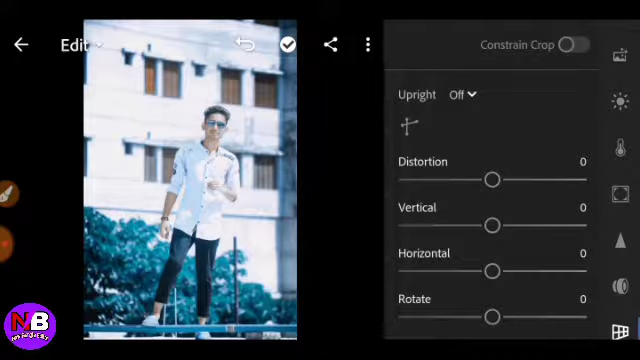 Edit
Constrain Crop
Upright Off
Distortion 0
Vertical 0
Horizontal 0
Rotate 0
NB